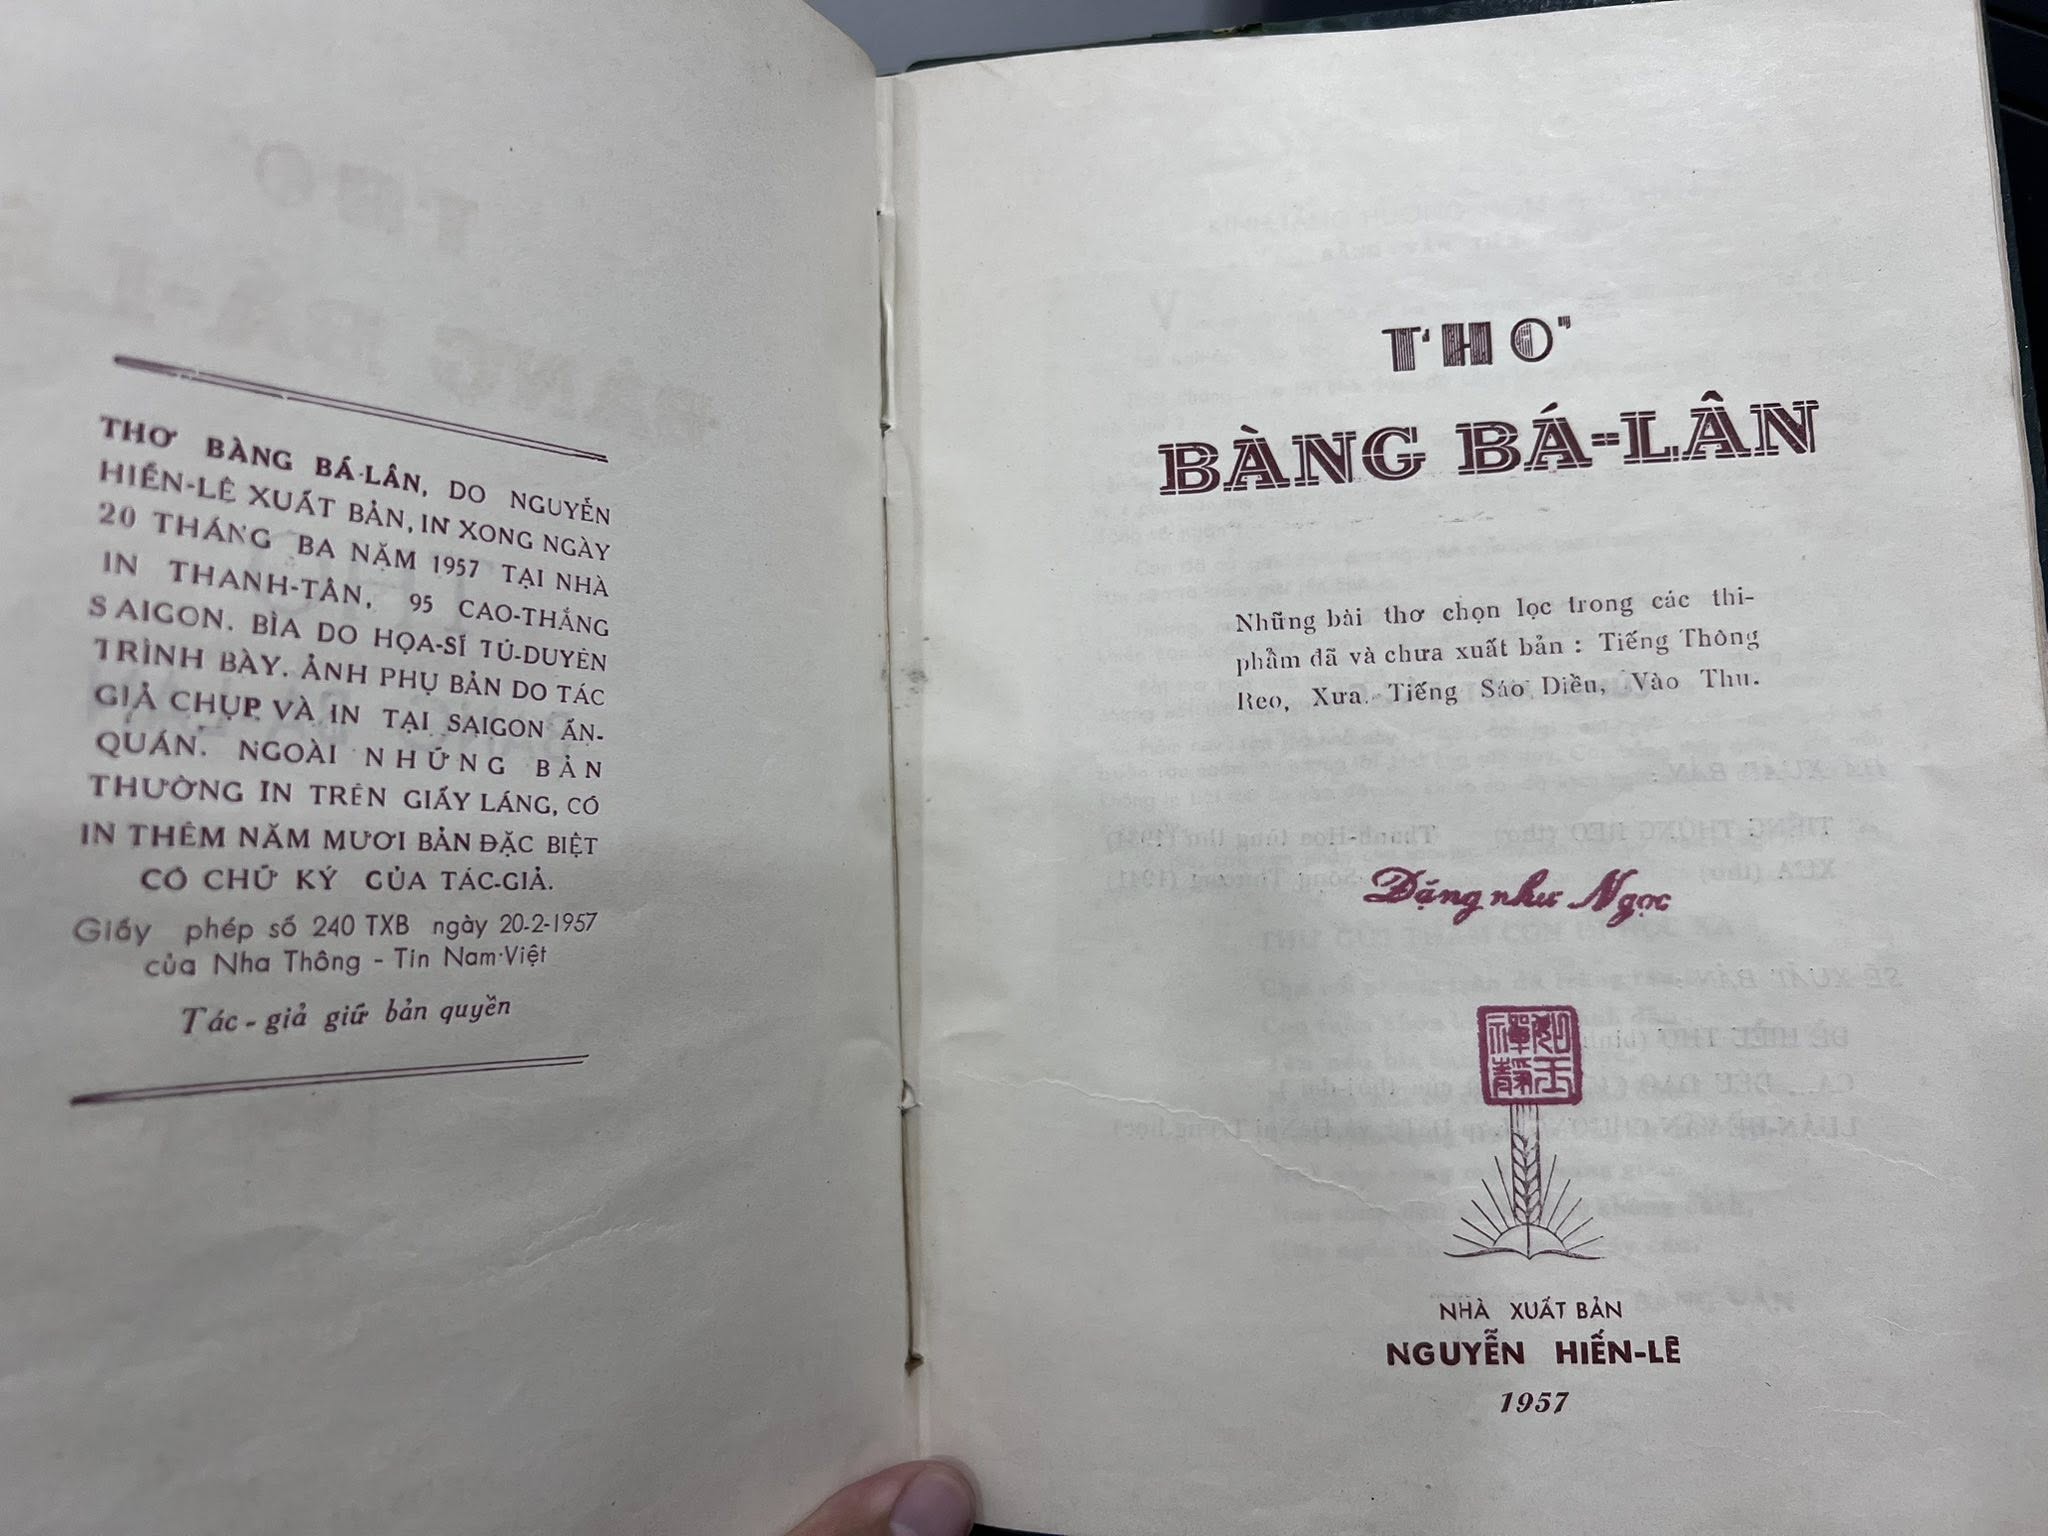 THƠ BÀNG BÁ-LÂN, DO NGUYỄN
HIẾN-LÊ XUẤT BẢN, IN XONG NGÀY
20 THÁNG BA NĂM 1957 TẠI NHÀ
IN THANH-TÂN, 95 CAO-THẮNG
SAIGON. BÌA DO HỌA-SĨ TÚ-DUYÊN
TRÌNH BÀY. ẢNH PHỤ BẢN DO TÁC
GIẢ CHỤP VÀ IN TẠI SAIGON ẤN-
QUÁN. NGOÀI NHỮNG BẢN
THƯỜNG IN TRÊN GIẤY LÁNG, CÓ
IN THÊM NĂM MƯƠI BẢN ĐẶC BIỆT
CÓ CHỮ KÝ CỦA TÁC-GIẢ.
Giấy phép số 240 TXB ngày 20-2-1957
của Nha Thông - Tin Nam-Việt
Tác - giả giữ bản quyền
THƠ
BÀNG BÁ-LÂN
Những bài thơ chọn lọc trong các thi-
phẩm đã và chưa xuất bản : Tiếng Thông
Reo, Xưa. Tiếng Sáo Diều, Vào Thu.
Đặng như Ngọc
NHÀ XUẤT BẢN
NGUYỄN HIẾN-LÊ
1957